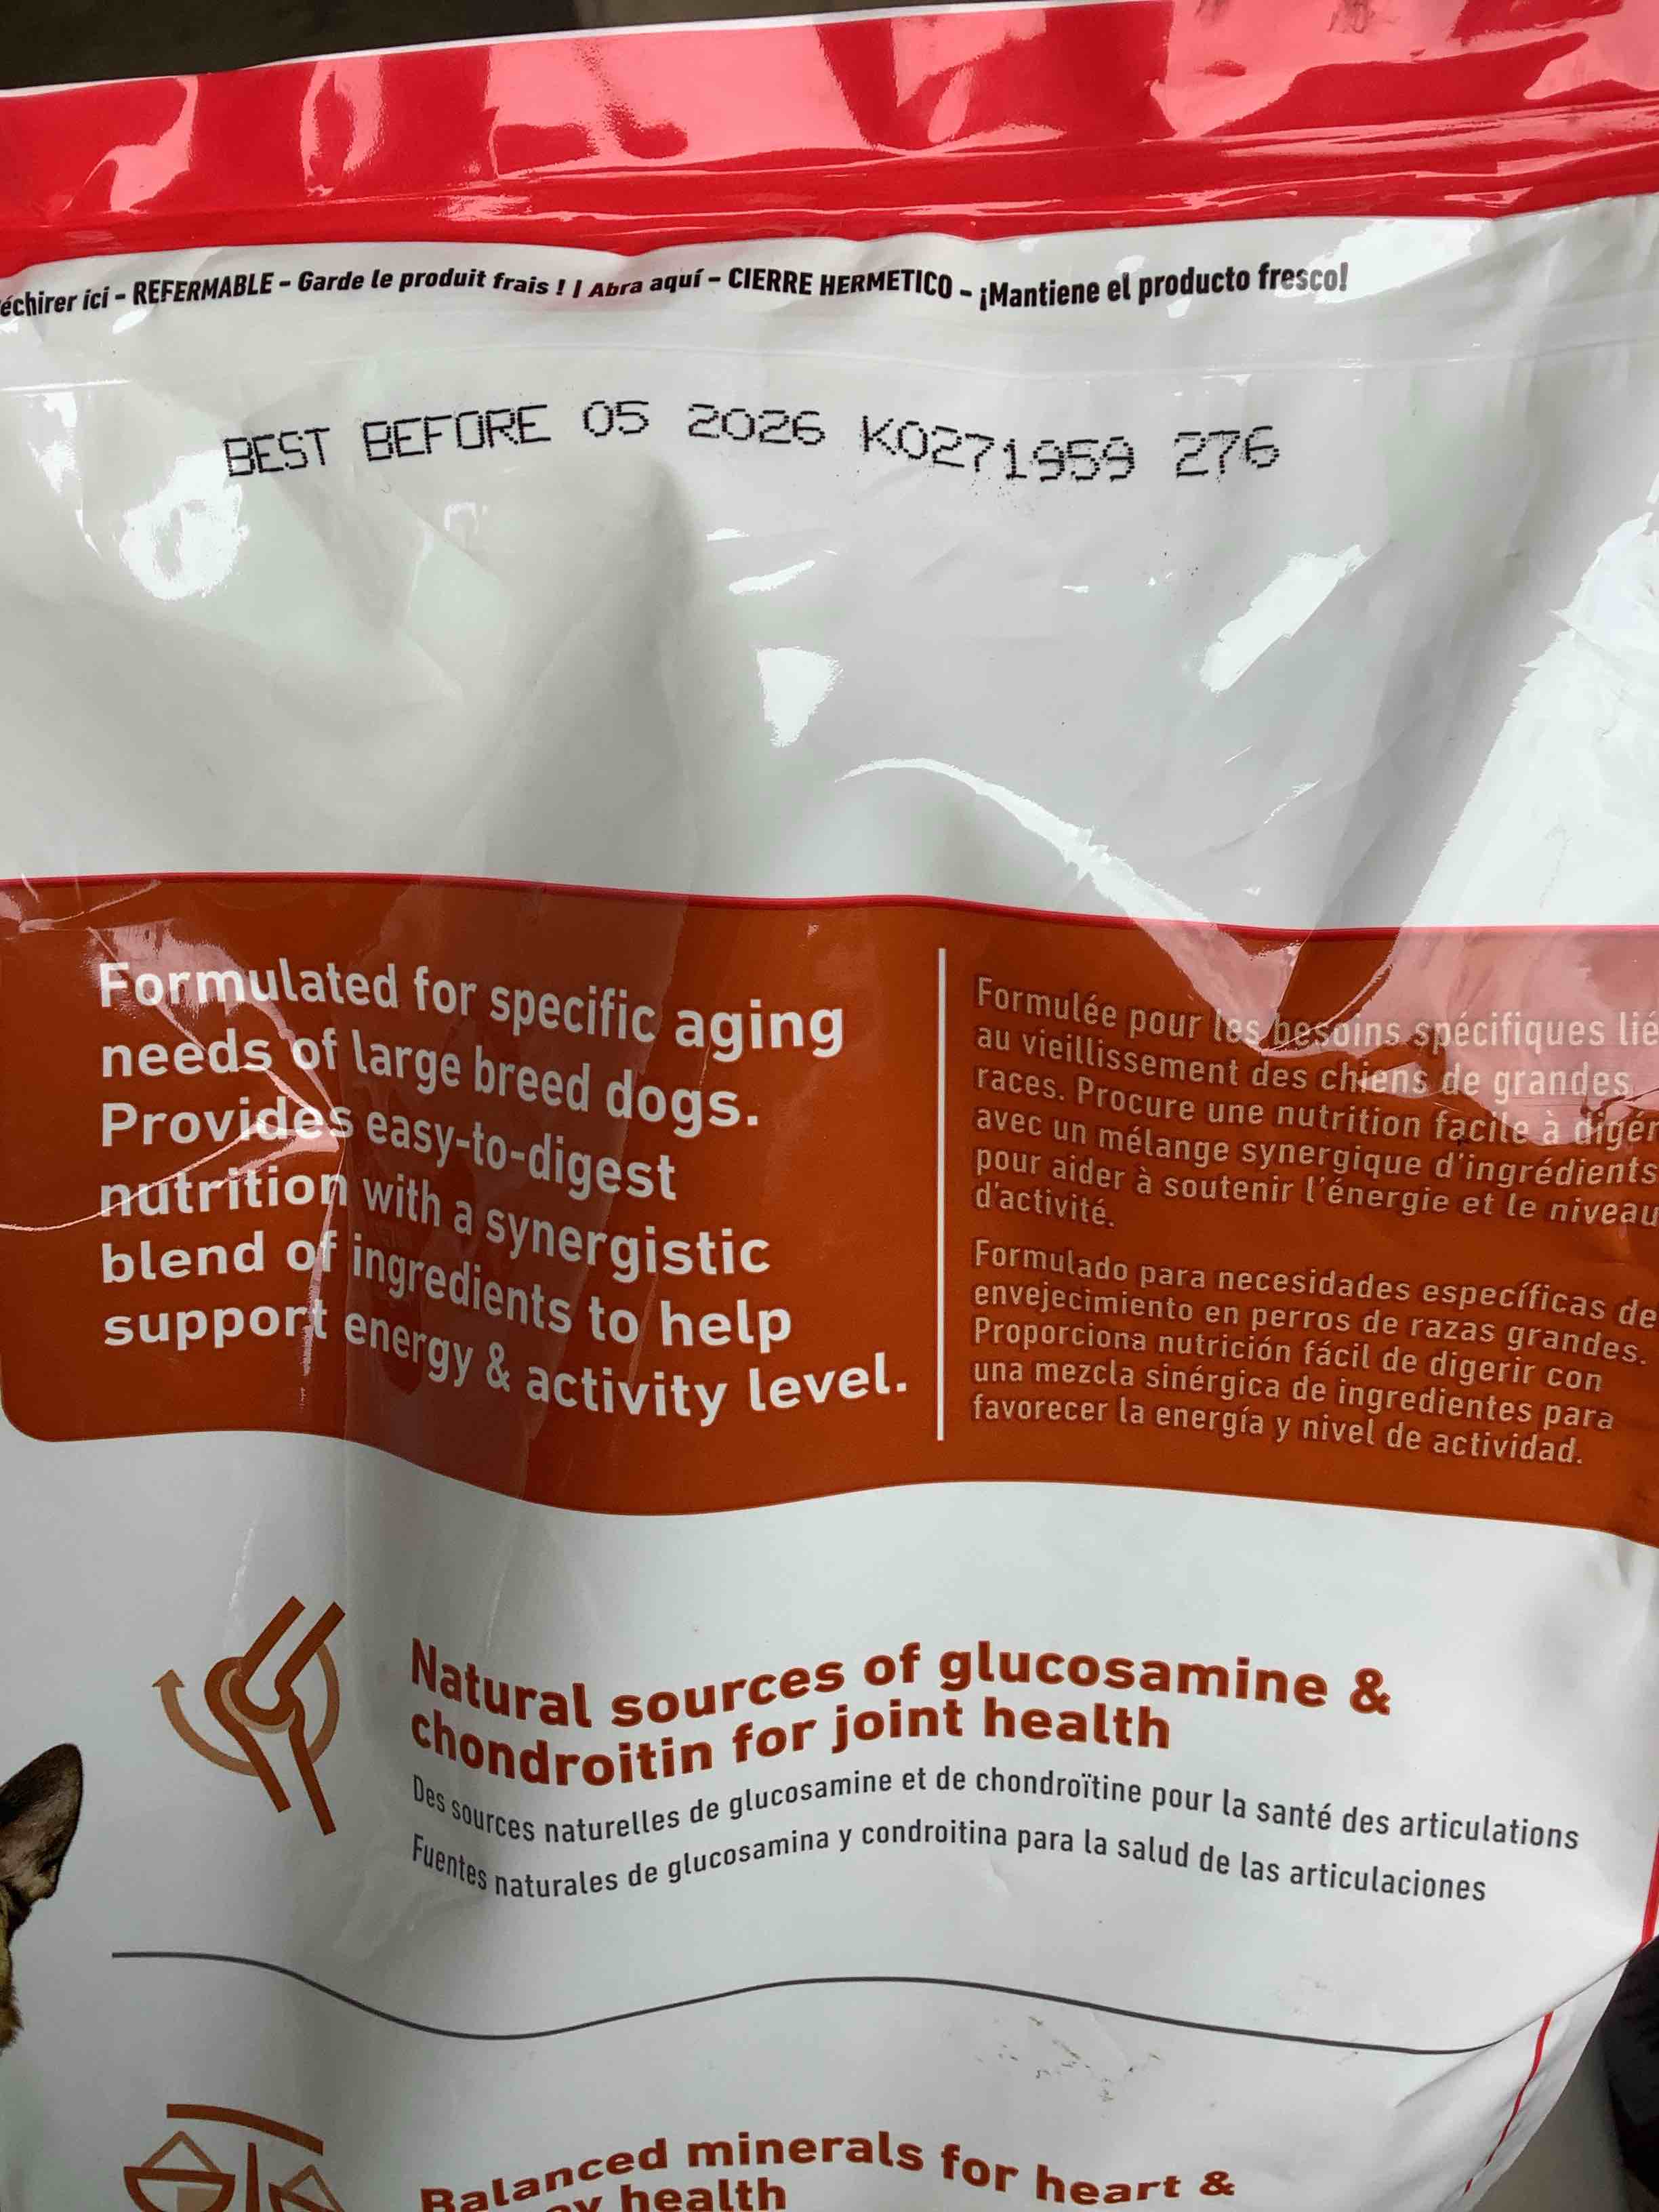 échirer ici - REFERMABLE - Garde le produit frais ! | Abra aquí - CIERRE HERMETICO - ¡Mantiene el producto fresco!
BEST BEFORE 05 2026 K0271959 276
Formulated for specific aging
needs of large breed dogs.
Provides easy-to-digest
nutrition with a synergistic
blend of ingredients to help
support energy & activity level.
Formulée pour les besoins spécifiques lié
au vieillissement des chiens de grandes
races. Procure une nutrition facile à digér
avec un mélange synergique d'ingrédients
pour aider à soutenir l'énergie et le niveau
d'activité.
Formulado para necesidades específicas de
envejecimiento en perros de razas grandes.
Proporciona nutrición fácil de digerir con
una mezcla sinérgica de ingredientes para
favorecer la energía y nivel de actividad.
Natural sources of glucosamine &
chondroitin for joint health
Des sources naturelles de glucosamine et de chondroïtine pour la santé des articulations
Fuentes naturales de glucosamina y condroitina para la salud de las articulaciones
Balanced minerals for heart &
health